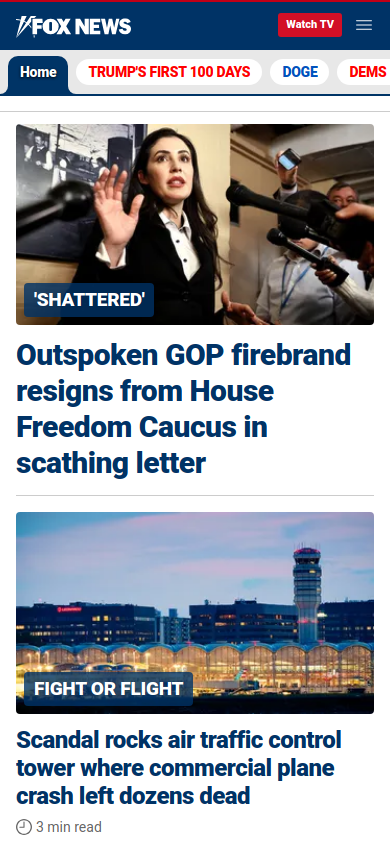 FOX NEWS
Watch TV
Home
TRUMP'S FIRST 100 DAYS
DOGE
DEMS
'SHATTERED'
Outspoken GOP firebrand
resigns from House
Freedom Caucus in
scathing letter
FIGHT OR FLIGHT
Scandal rocks air traffic control
tower where commercial plane
crash left dozens dead
3 min read